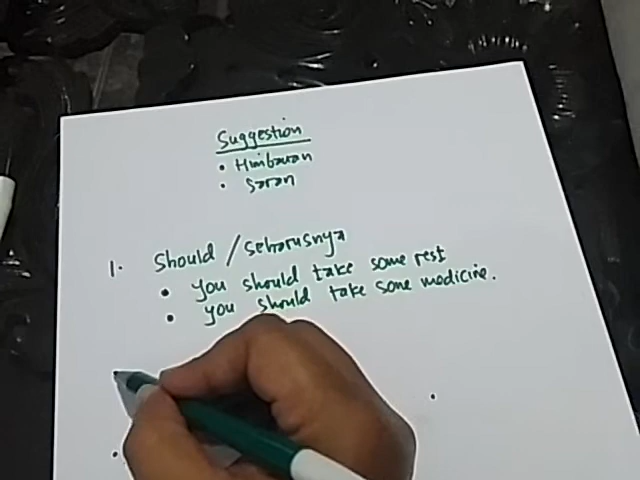 Suggestion
• Himbauan
• Saran
1. Should / seharusnya
• you should take some rest
• you should take some medicine.